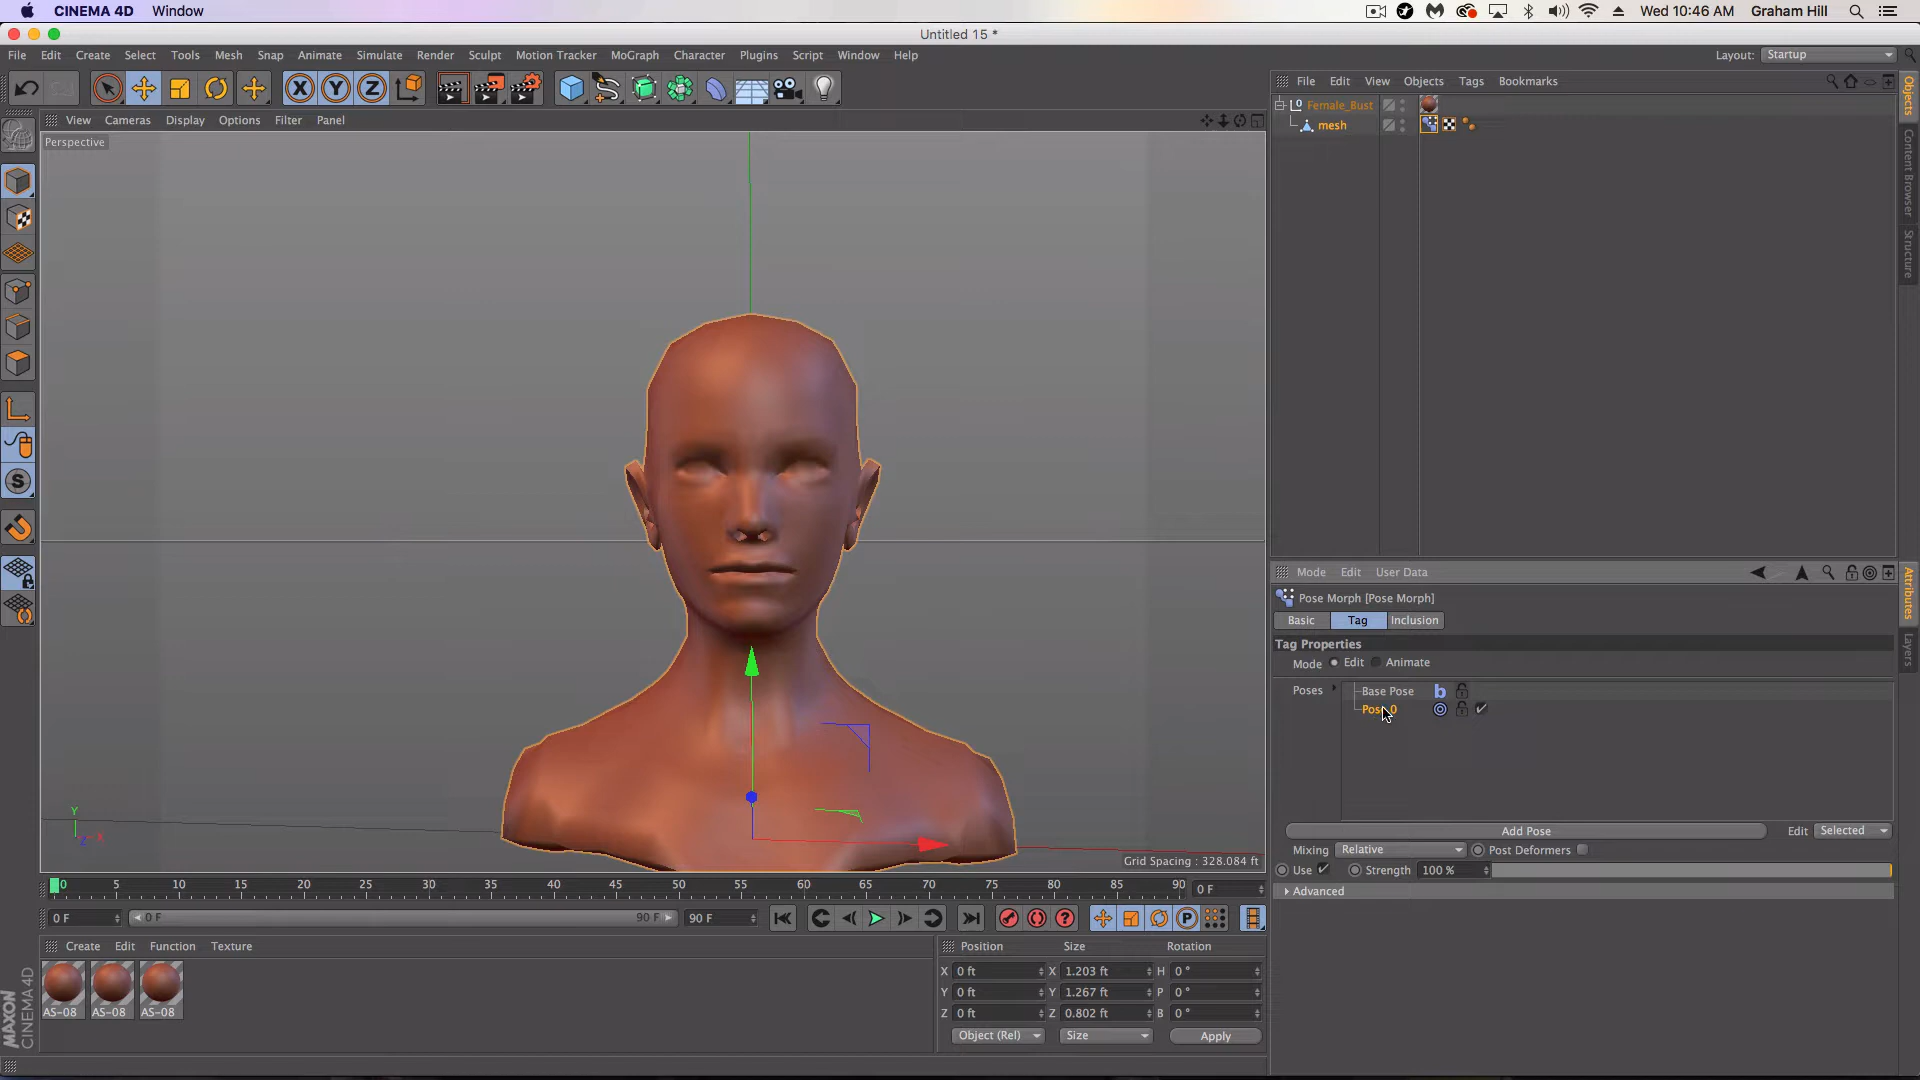 CINEMA 4D Window Wed 10:46 AM Graham Hill
Untitled 15 *
File Edit Create Select Tools Mesh Snap Animate Simulate Render Sculpt Motion Tracker MoGraph Character Plugins Script Window Help Layout: Startup
X Y Z
File Edit View Objects Tags Bookmarks
View Cameras Display Options Filter Panel
Perspective
Female_Bust
mesh
Objects
Content Browser
Structure
Mode Edit User Data
Pose Morph [Pose Morph]
Basic Tag Inclusion
Tag Properties
Mode Edit Animate
Poses Base Pose b
Attributes
Layers
Add Pose Edit Selected
Mixing Relative Post Deformers
Use Strength 100 %
Advanced
Y
Z X
Grid Spacing : 328.084 ft
0 5 10 15 20 25 30 35 40 45 50 55 60 65 70 75 80 85 90 0 F
0 F 0 F 90 F 90 F
Create Edit Function Texture
AS-08 AS-08 AS-08
Position Size Rotation
X 0 ft X 1.203 ft H 0 °
Y 0 ft Y 1.267 ft P 0 °
Z 0 ft Z 0.802 ft B 0 °
Object (Rel) Size Apply
MAXON
CINEMA 4D